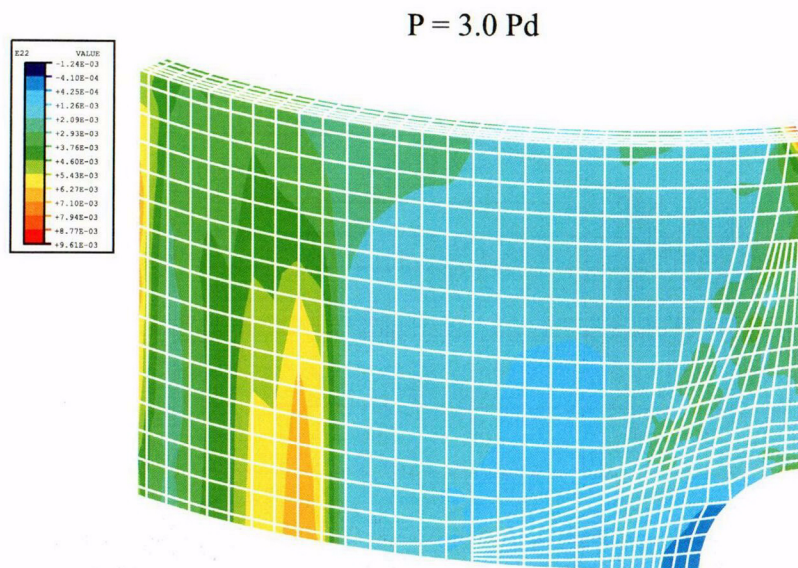 P = 3.0 Pd
E22 VALUE
-1.24E-03
-4.10E-04
+4.25E-04
+1.26E-03
+2.09E-03
+2.93E-03
+3.76E-03
+4.60E-03
+5.43E-03
+6.27E-03
+7.10E-03
+7.94E-03
+8.77E-03
+9.61E-03